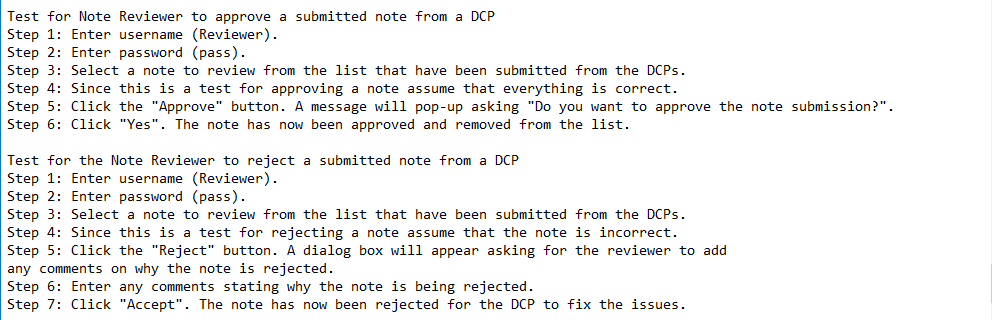 Test for Note Reviewer to approve a submitted note from a DCP
Step 1: Enter username (Reviewer).
Step 2: Enter password (pass).
Step 3: Select a note to review from the list that have been submitted from the DCPs.
Step 4: Since this is a test for approving a note assume that everything is correct.
Step 5: Click the "Approve" button. A message will pop-up asking "Do you want to approve the note submission?".
Step 6: Click "Yes". The note has now been approved and removed from the list.
Test for the Note Reviewer to reject a submitted note from a DCP
Step 1: Enter username (Reviewer).
Step 2: Enter password (pass).
Step 3: Select a note to review from the list that have been submitted from the DCPs.
Step 4: Since this is a test for rejecting a note assume that the note is incorrect.
Step 5: Click the "Reject" button. A dialog box will appear asking for the reviewer to add
any comments on why the note is rejected.
Step 6: Enter any comments stating why the note is being rejected.
Step 7: Click "Accept". The note has now been rejected for the DCP to fix the issues.